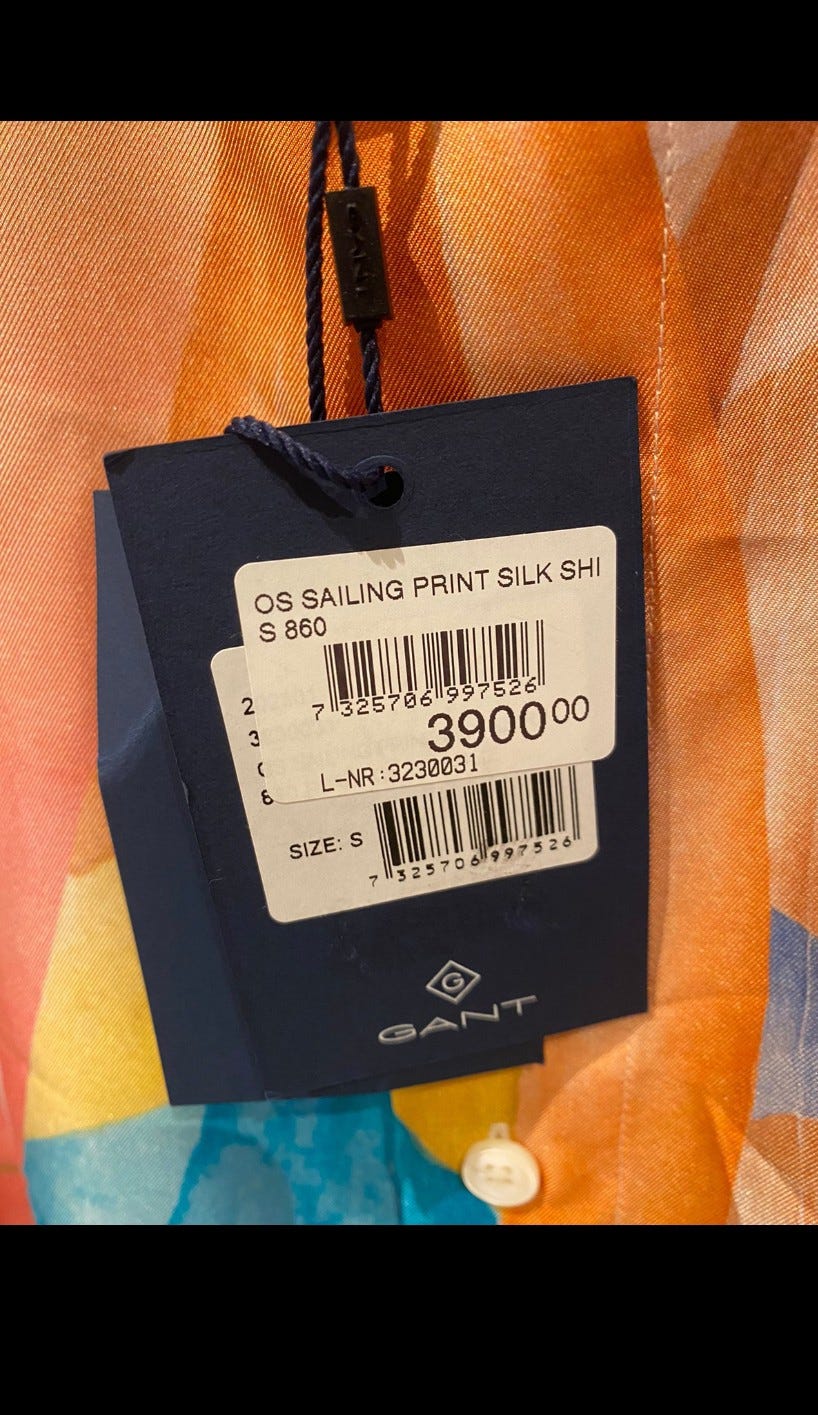 OS SAILING PRINT SILK SHI
S 860
7 325706 997526
3900 00
L-NR:3230031
SIZE: S
7 325706 997526
G
GANT